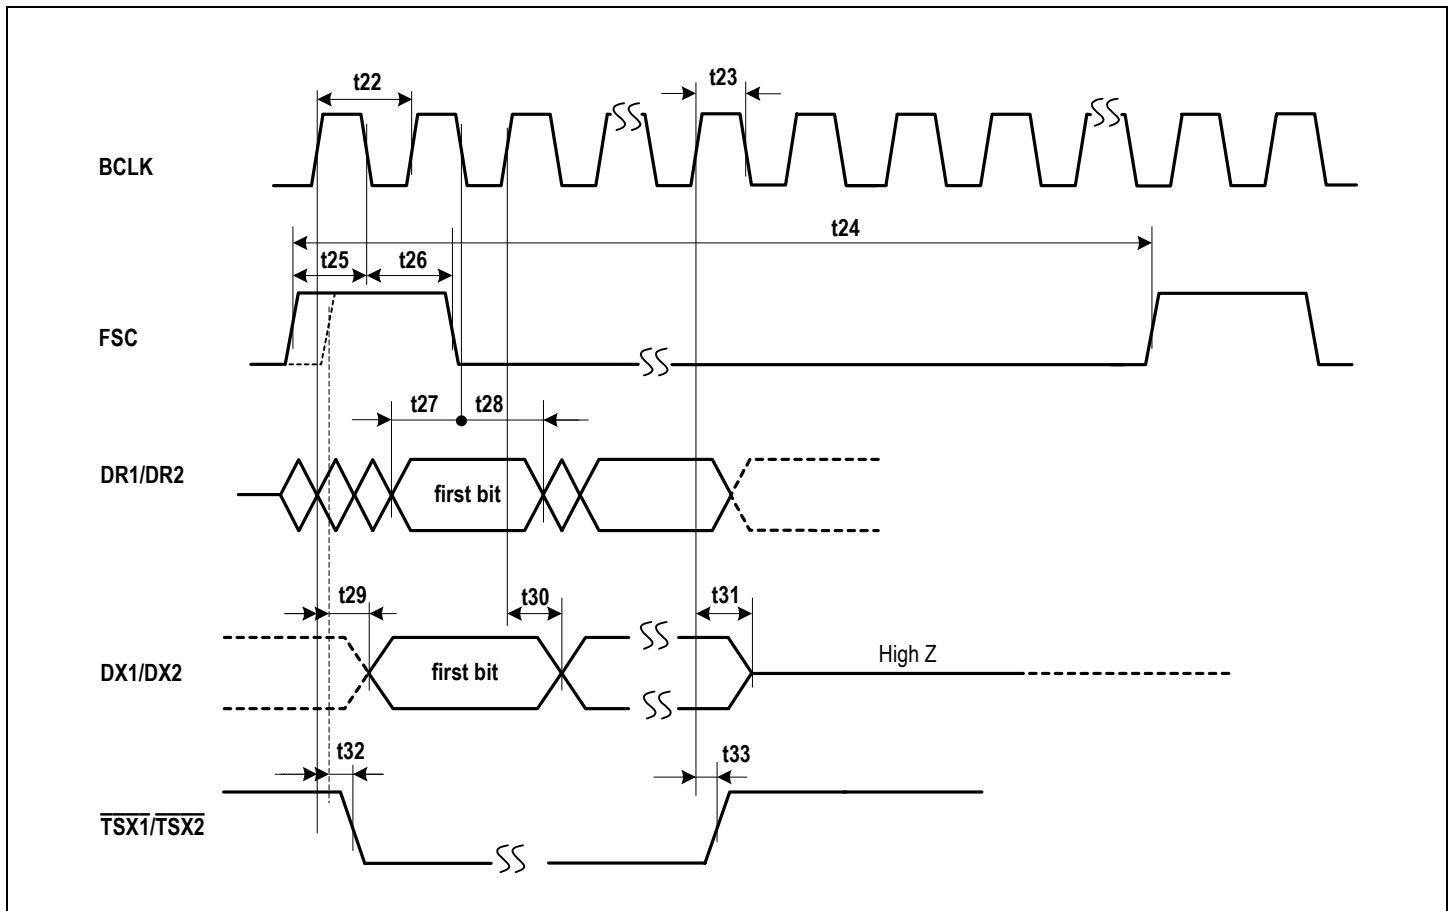 t22
t23
BCLK
t24
t25
t26
FSC
t27
t28
DR1/DR2
first bit
t29
t30
t31
DX1/DX2
first bit
High Z
t32
t33
TSX1/TSX2